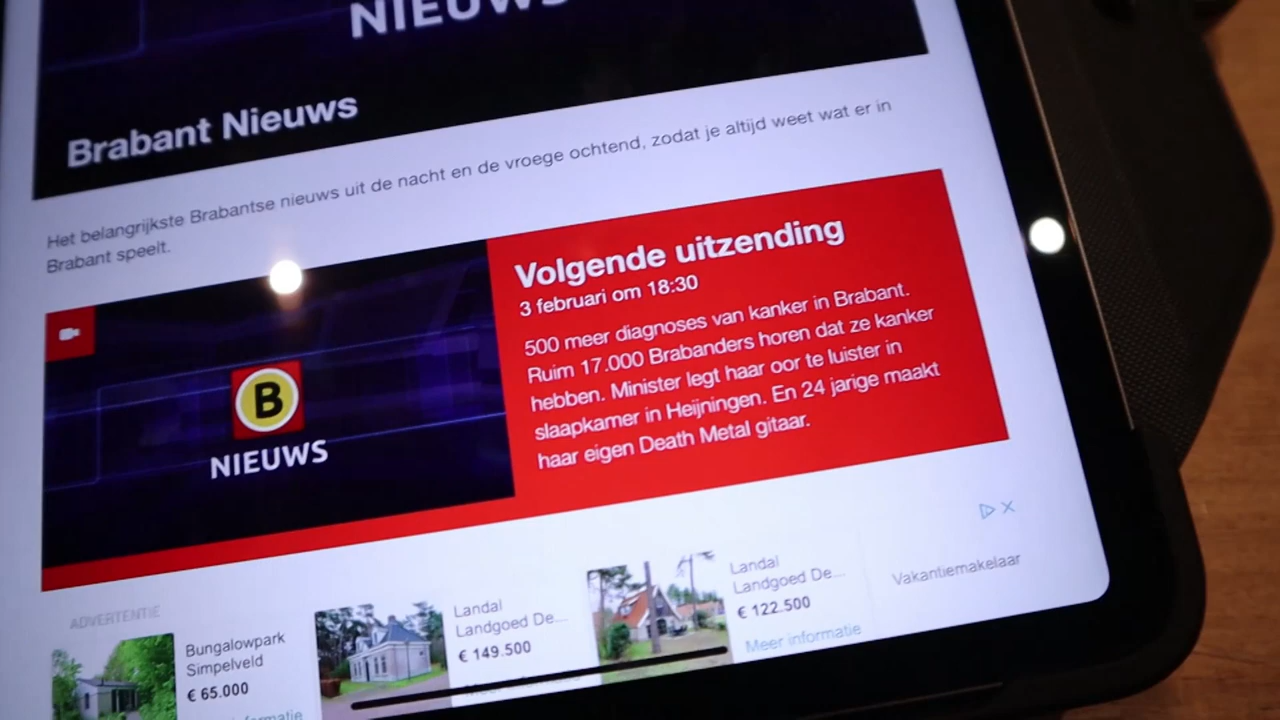 NIEUWS
Brabant Nieuws
Het belangrijkste Brabantse nieuws uit de nacht en de vroege ochtend, zodat je altijd weet wat er in
Brabant speelt.
Volgende uitzending
3 februari om 18:30
500 meer diagnoses van kanker in Brabant.
Ruim 17.000 Brabanders horen dat ze kanker
hebben. Minister legt haar oor te luister in
slaapkamer in Heijningen. En 24 jarige maakt
haar eigen Death Metal gitaar.
B
NIEUWS
ADVERTENTIE
Bungalowpark
Simpelveld
€ 65.000
Landal
Landgoed De...
€ 149.500
Landal
Landgoed De...
€ 122.500
Meer informatie
Vakantiemakelaar